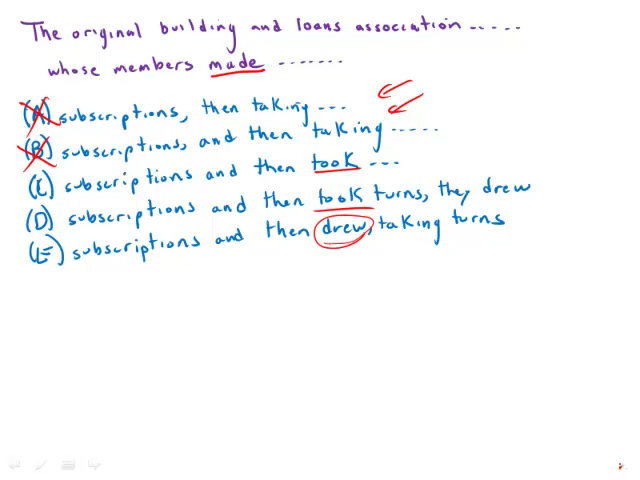 The original building and loans association .....
whose members made .......
(A) subscriptions, then taking ...
(B) subscriptions, and then taking .....
(C) subscriptions and then took ...
(D) subscriptions and then took turns, they drew
(E) subscriptions and then drew, taking turns